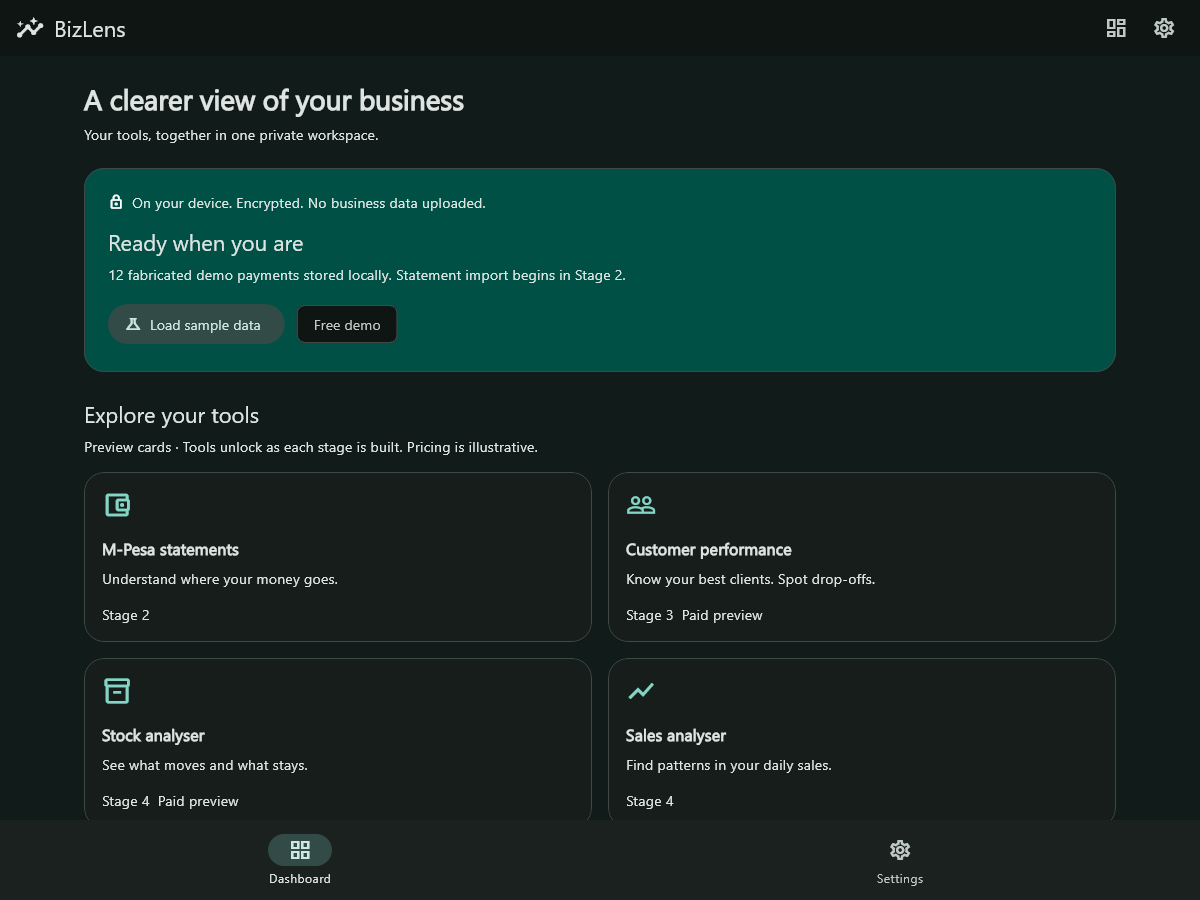 BizLens
A clearer view of your business
Your tools, together in one private workspace.
On your device. Encrypted. No business data uploaded.
Ready when you are
12 fabricated demo payments stored locally. Statement import begins in Stage 2.
Load sample data
Free demo
Explore your tools
Preview cards · Tools unlock as each stage is built. Pricing is illustrative.
M-Pesa statements
Understand where your money goes.
Stage 2
Customer performance
Know your best clients. Spot drop-offs.
Stage 3 Paid preview
Stock analyser
See what moves and what stays.
Stage 4 Paid preview
Sales analyser
Find patterns in your daily sales.
Stage 4
Dashboard
Settings